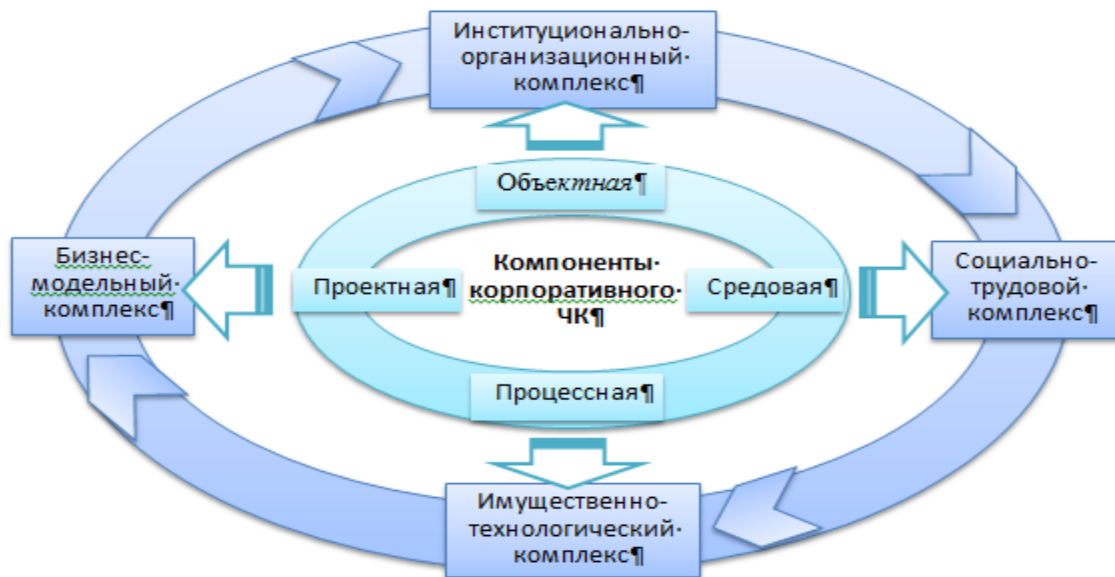 Институционально-
организационный·
комплекс¶
Объектная¶
Бизнес-
модельный·
комплекс¶
Проектная¶
Компоненты·
корпоративного·
ЧК¶
Средовая¶
Социально-
трудовой·
комплекс¶
Процессная¶
Имущественно-
технологический·
комплекс¶